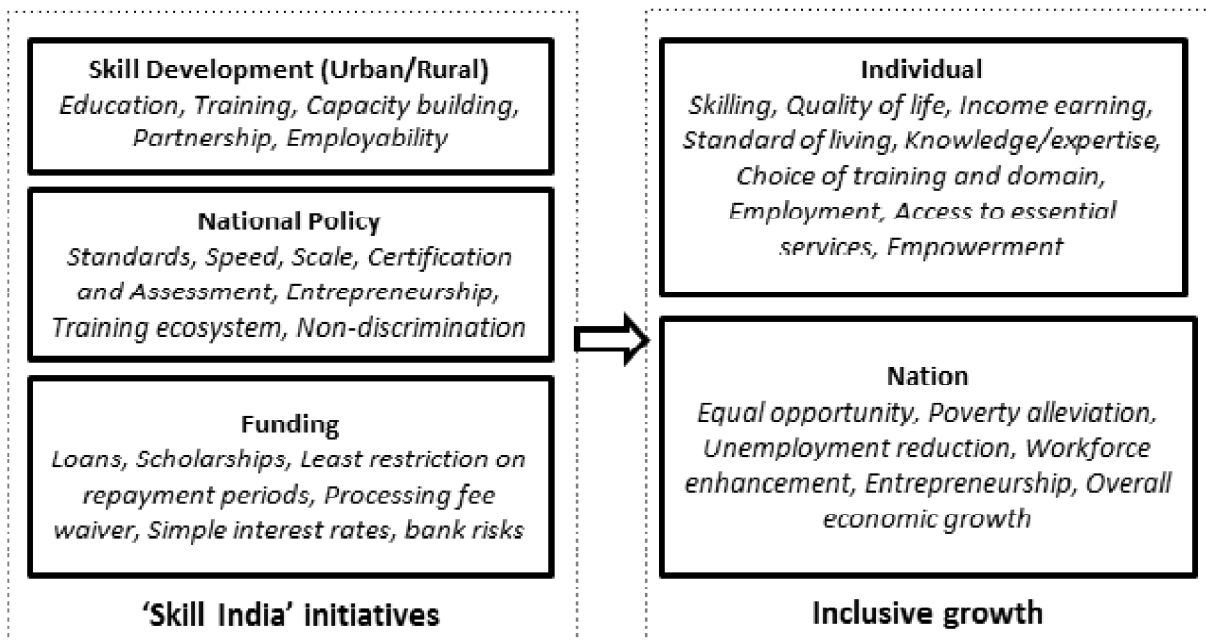 Skill Development (Urban/Rural)
Education, Training, Capacity building,
Partnership, Employability
National Policy
Standards, Speed, Scale, Certification
and Assessment, Entrepreneurship,
Training ecosystem, Non-discrimination
Funding
Loans, Scholarships, Least restriction on
repayment periods, Processing fee
waiver, Simple interest rates, bank risks
‘Skill India’ initiatives
Individual
Skilling, Quality of life, Income earning,
Standard of living, Knowledge/expertise,
Choice of training and domain,
Employment, Access to essential
services, Empowerment
Nation
Equal opportunity, Poverty alleviation,
Unemployment reduction, Workforce
enhancement, Entrepreneurship, Overall
economic growth
Inclusive growth